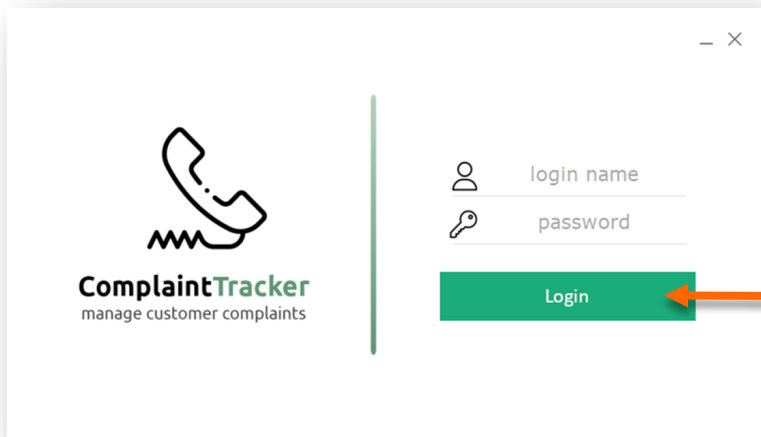 ComplaintTracker
manage customer complaints
login name
password
Login